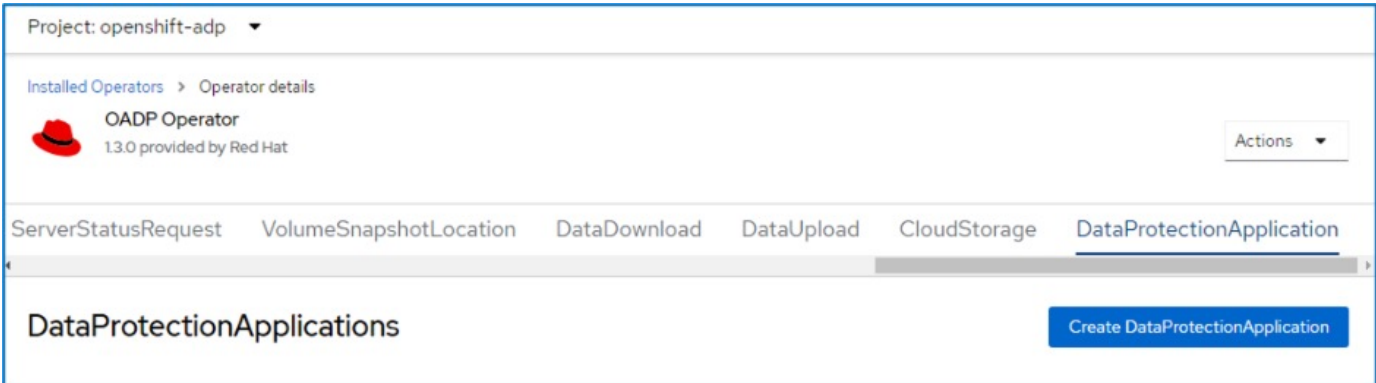 Project: openshift-adp
Installed Operators > Operator details
OADP Operator
1.3.0 provided by Red Hat
Actions
ServerStatusRequest VolumeSnapshotLocation DataDownload DataUpload CloudStorage DataProtectionApplication
DataProtectionApplications
Create DataProtectionApplication